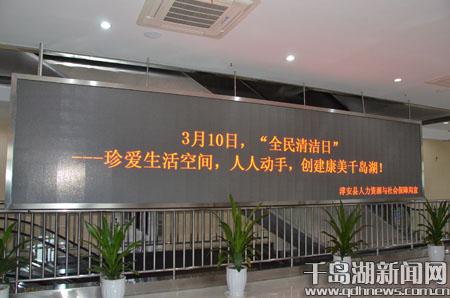 3月10日，“全民清洁日”
---珍爱生活空间，人人动手，创建康美千岛湖！
淳安县人力资源与社会保障局宣
千岛湖新闻网
www.qdhnews.com.cn